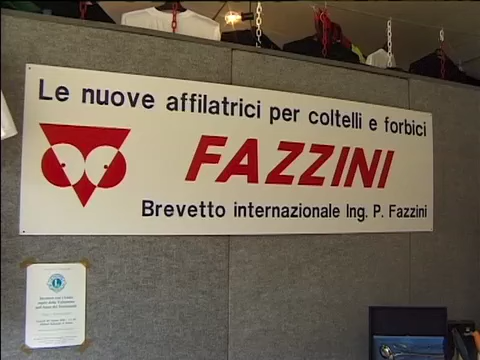 Le nuove affilatrici per coltelli e forbici
FAZZINI
Brevetto internazionale Ing. P. Fazzini